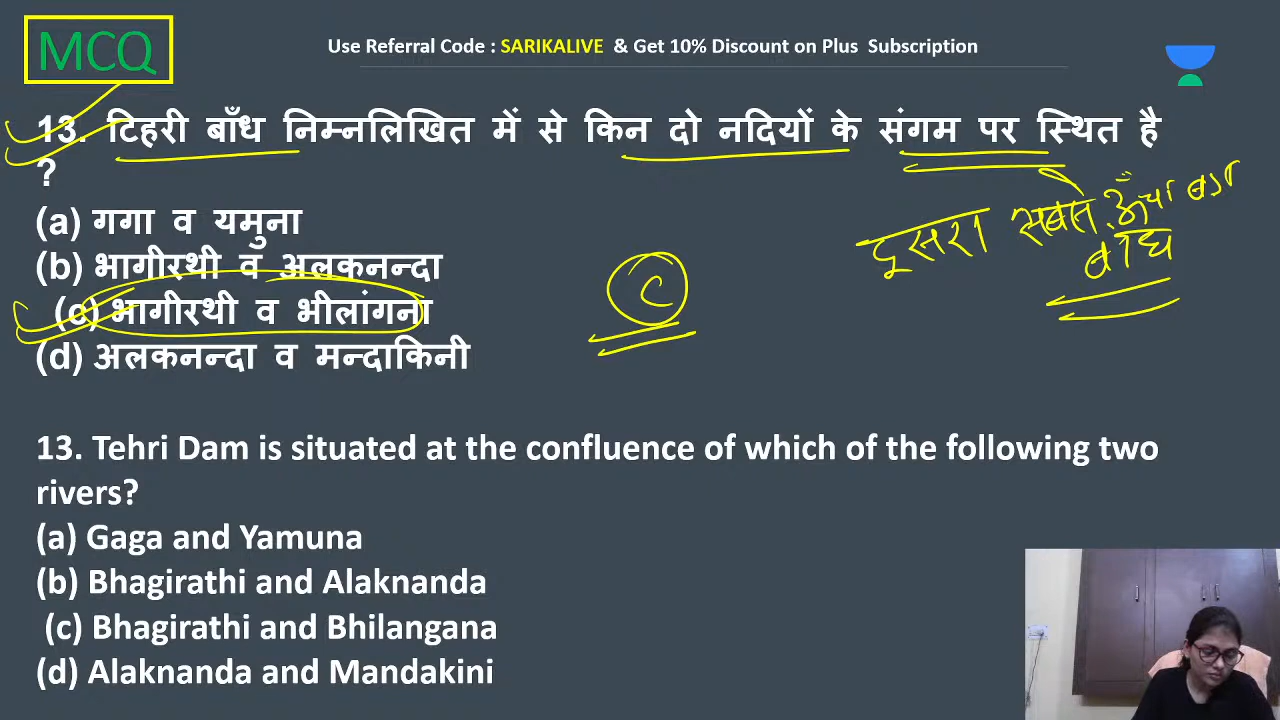 MCQ
Use Referral Code : SARIKALIVE & Get 10% Discount on Plus Subscription
13. टिहरी बाँध निम्नलिखित में से किन दो नदियों के संगम पर स्थित है
?
(a) गगा व यमुना
(b) भागीरथी व अलकनन्दा
(c) भागीरथी व भीलांगना
(d) अलकनन्दा व मन्दाकिनी
दूसरा सबसे ऊँचा
बाँध
C
13. Tehri Dam is situated at the confluence of which of the following two
rivers?
(a) Gaga and Yamuna
(b) Bhagirathi and Alaknanda
(c) Bhagirathi and Bhilangana
(d) Alaknanda and Mandakini